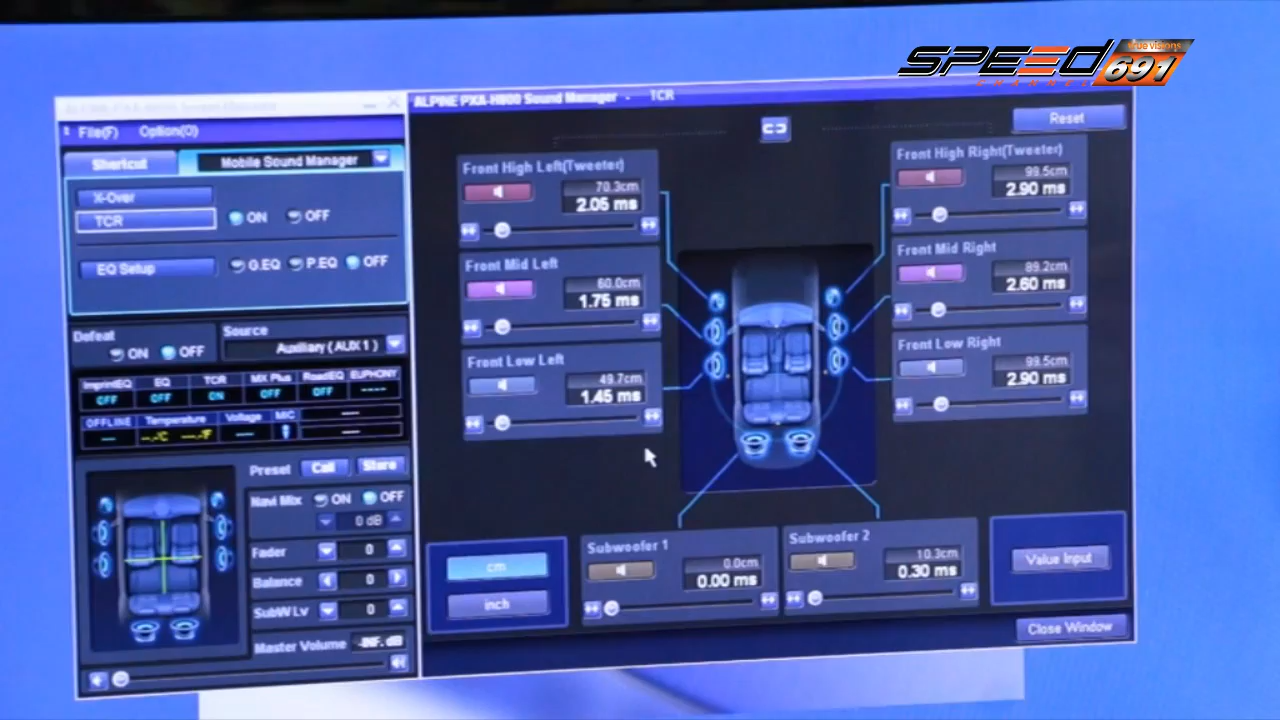 SPEED
CHANNEL
true visions
691
ALPINE PXA-H800 Sound Manager - TCR
File(F) Option(O)
Reset
Shortcut
Mobile Sound Manager
X-Over
TCR
ON OFF
EQ Setup
G.EQ P.EQ OFF
Defeat
ON OFF
Source
Auxiliary ( AUX 1 )
ImprintEQ EQ TCR MX Plus RoadEQ EUPHONY
OFF OFF ON OFF OFF ----
OFFLINE Temperature Voltage MIC
--- --.-°C ---.-°F ---- ----
Preset Call Store
Navi Mix ON OFF
0 dB
Fader 0
Balance 0
SubW Lv 0
Master Volume -INF. dB
Front High Left(Tweeter)
70.3cm
2.05 ms
Front Mid Left
60.0cm
1.75 ms
Front Low Left
49.7cm
1.45 ms
Front High Right(Tweeter)
99.5cm
2.90 ms
Front Mid Right
89.2cm
2.60 ms
Front Low Right
99.5cm
2.90 ms
cm
inch
Subwoofer 1
0.0cm
0.00 ms
Subwoofer 2
10.3cm
0.30 ms
Value Input
Close Window